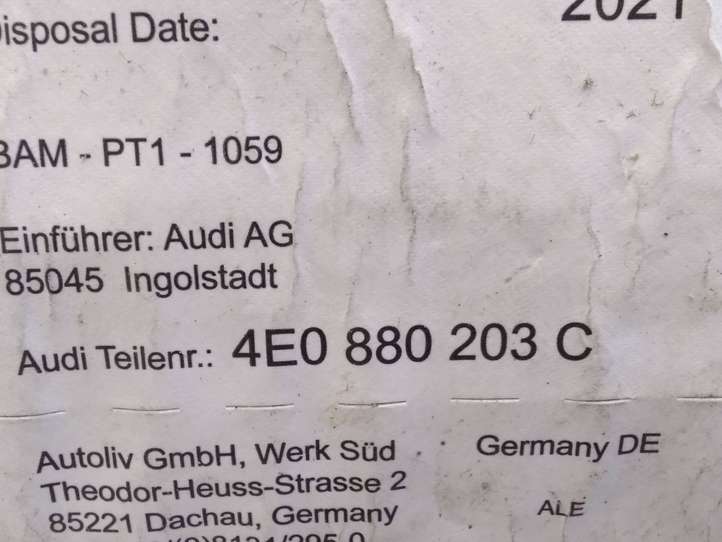 Disposal Date: 2021
BAM - PT1 - 1059
Einführer: Audi AG
85045 Ingolstadt
Audi Teilenr.: 4E0 880 203 C
Autoliv GmbH, Werk Süd
Germany DE
Theodor-Heuss-Strasse 2
ALE
85221 Dachau, Germany